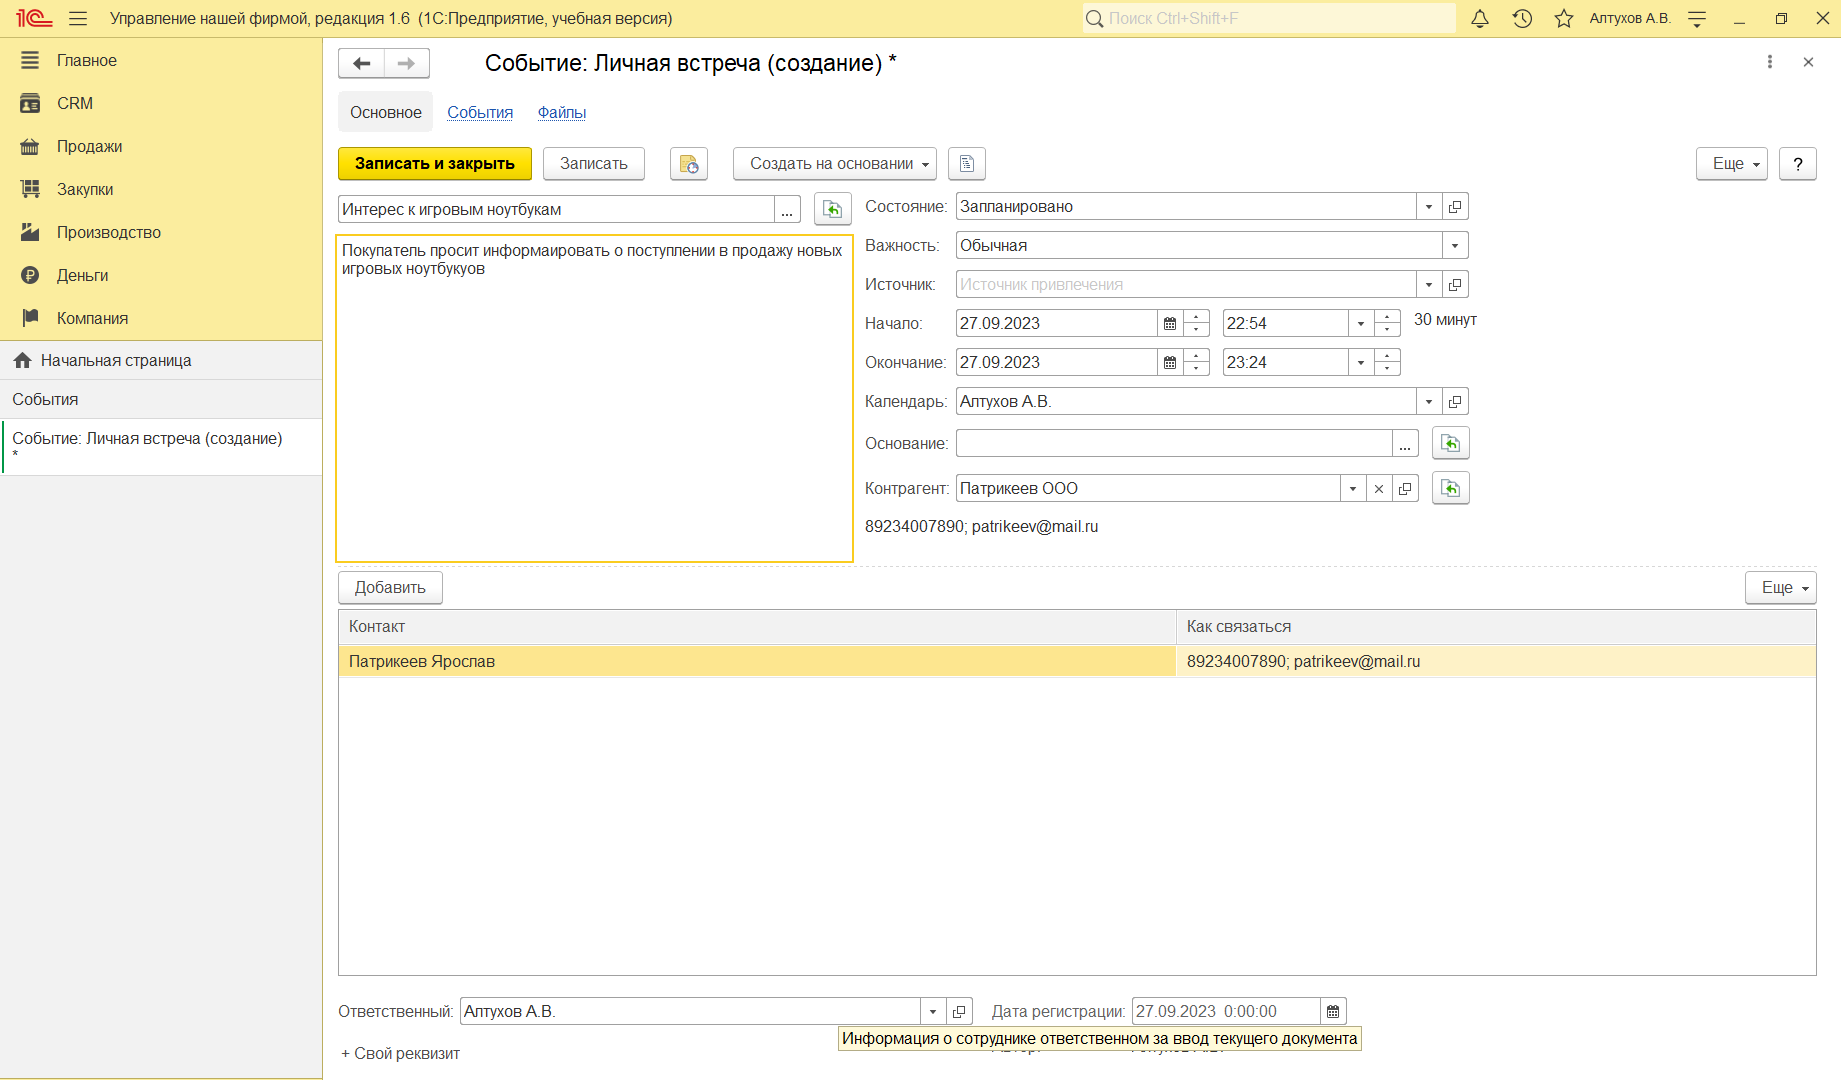 Управление нашей фирмой, редакция 1.6 (1С:Предприятие, учебная версия)
Поиск Ctrl+Shift+F
Алтухов А.В.
Главное
CRM
Продажи
Закупки
Производство
Деньги
Компания
Начальная страница
События
Событие: Личная встреча (создание)
*
Событие: Личная встреча (создание) *
Основное
События
Файлы
Записать и закрыть
Записать
Создать на основании
Еще
?
Интерес к игровым ноутбукам
...
Покупатель просит информаировать о поступлении в продажу новых
игровых ноутбукуов
Состояние: Запланировано
Важность: Обычная
Источник: Источник привлечения
Начало: 27.09.2023 22:54 30 минут
Окончание: 27.09.2023 23:24
Календарь: Алтухов А.В.
Основание: ...
Контрагент: Патрикеев ООО
89234007890; patrikeev@mail.ru
Добавить
Еще
Контакт Как связаться
Патрикеев Ярослав 89234007890; patrikeev@mail.ru
Ответственный: Алтухов А.В. Дата регистрации: 27.09.2023 0:00:00
Информация о сотруднике ответственном за ввод текущего документа
+ Свой реквизит